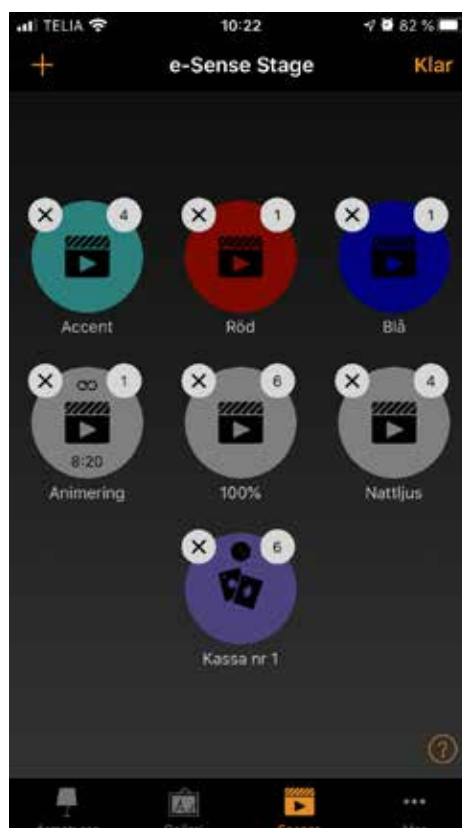 TELIA 10:22 82 %
e-Sense Stage Klar
4 1 1
Accent Röd Blå
1 6 4
8:20
Animering 100% Nattljus
6
Kassa nr 1
?